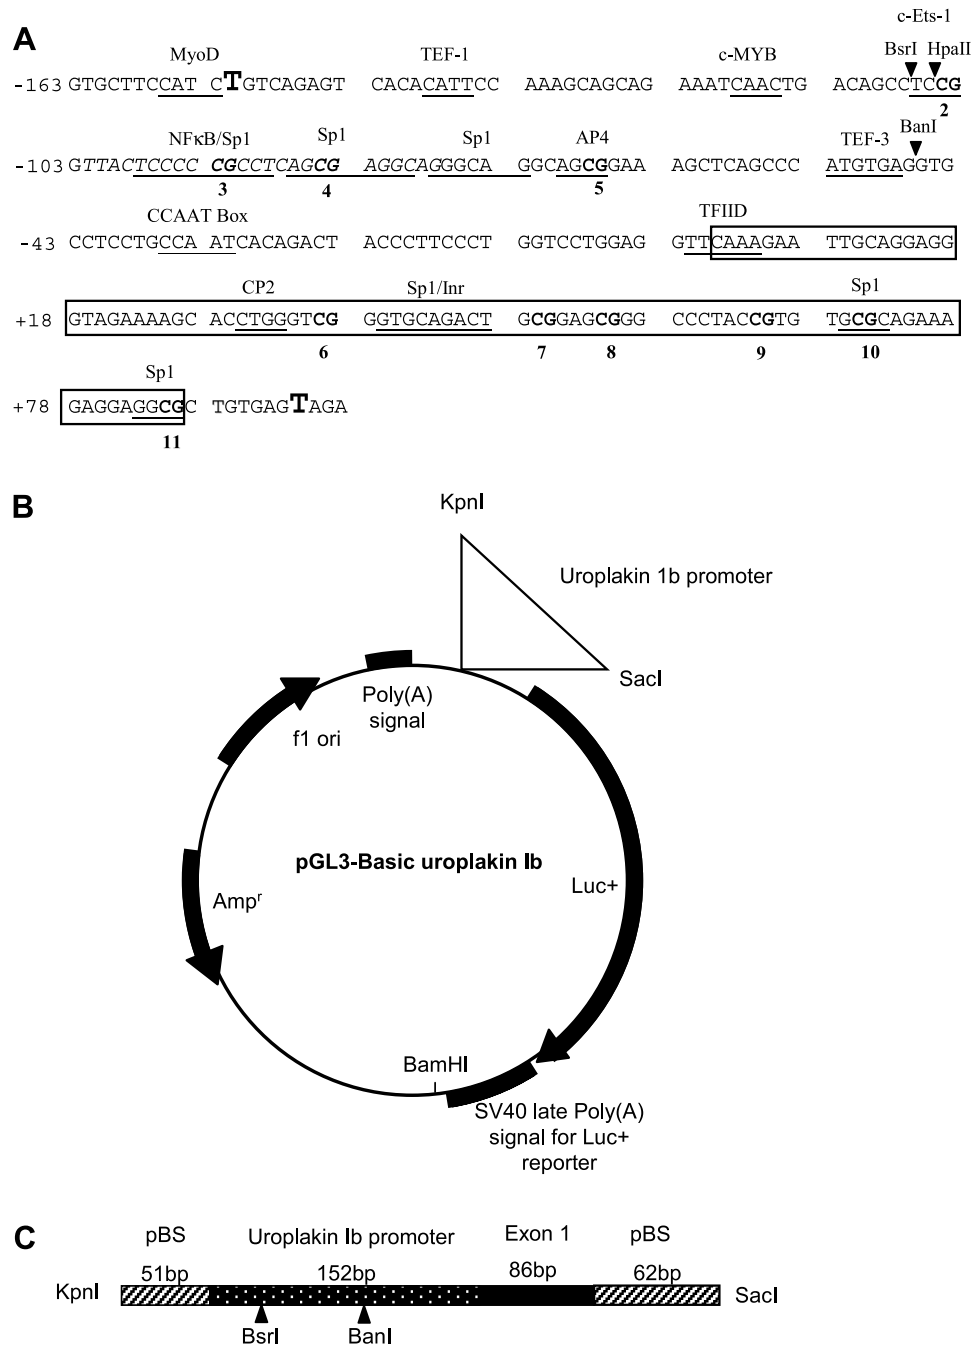 A
c-Ets-1
MyoD TEF-1 c-MYB BsrI HpaII
-163 GTGCTTCCAT CTGTCAGAGT CACACATTCC AAAGCAGCAG AAATCAACTG ACAGCCTCCG
2
NFκB/Sp1 Sp1 Sp1 AP4 TEF-3 BanI
-103 GTTACTCCCC CGCCTCAGCG AGGCAGGGCA GGCAGCGGAA AGCTCAGCCC ATGTGAGGTG
3 4 5
CCAAT Box TFIID
-43 CCTCCTGCCA ATCACAGACT ACCCTTCCCT GGTCCTGGAG GTTCAAAGAA TTGCAGGAGG
CP2 Sp1/Inr Sp1
+18 GTAGAAAAGC ACCTGGGTCG GGTGCAGACT GCGGAGCGGG CCCTACCGTG TGCGCAGAAA
6 7 8 9 10
Sp1
+78 GAGGAGGCGC TGTGAGTAGA
11
B
KpnI
Uroplakin 1b promoter
SacI
Poly(A)
signal
f1 ori
pGL3-Basic uroplakin Ib
Luc+
Ampr
BamHI
SV40 late Poly(A)
signal for Luc+
reporter
C
pBS Uroplakin Ib promoter Exon 1 pBS
51bp 152bp 86bp 62bp
KpnI SacI
BsrI BanI